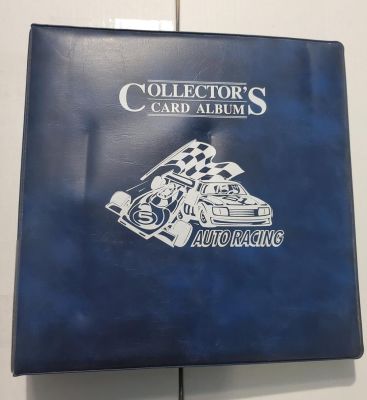 COLLECTOR'S
CARD ALBUM
5
AUTO RACING